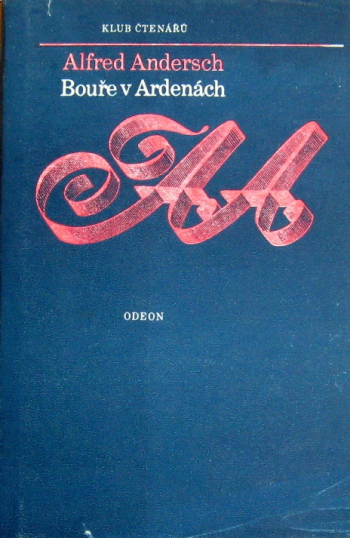 KLUB ČTENÁŘŮ
Alfred Andersch
Bouře v Ardenách
AA
ODEON